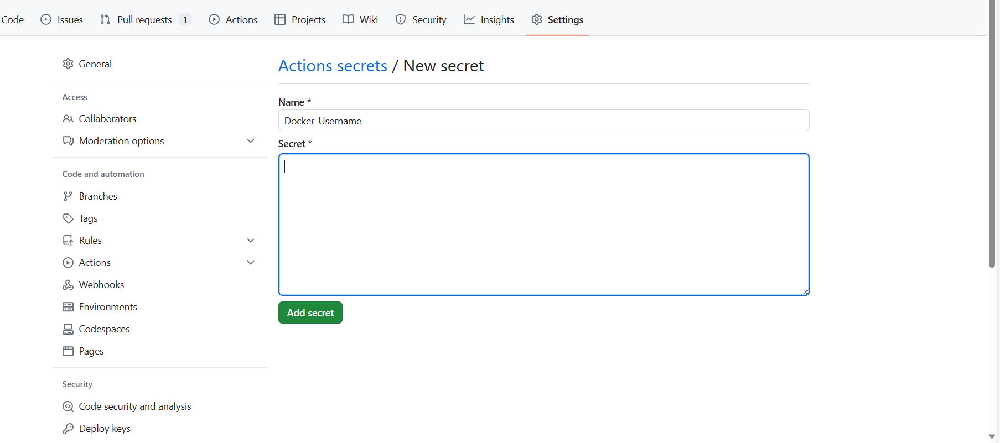 Code Issues Pull requests 1 Actions Projects Wiki Security Insights Settings
General
Access
Collaborators
Moderation options
Code and automation
Branches
Tags
Rules
Actions
Webhooks
Environments
Codespaces
Pages
Security
Code security and analysis
Deploy keys
Actions secrets / New secret
Name *
Docker_Username
Secret *
Add secret